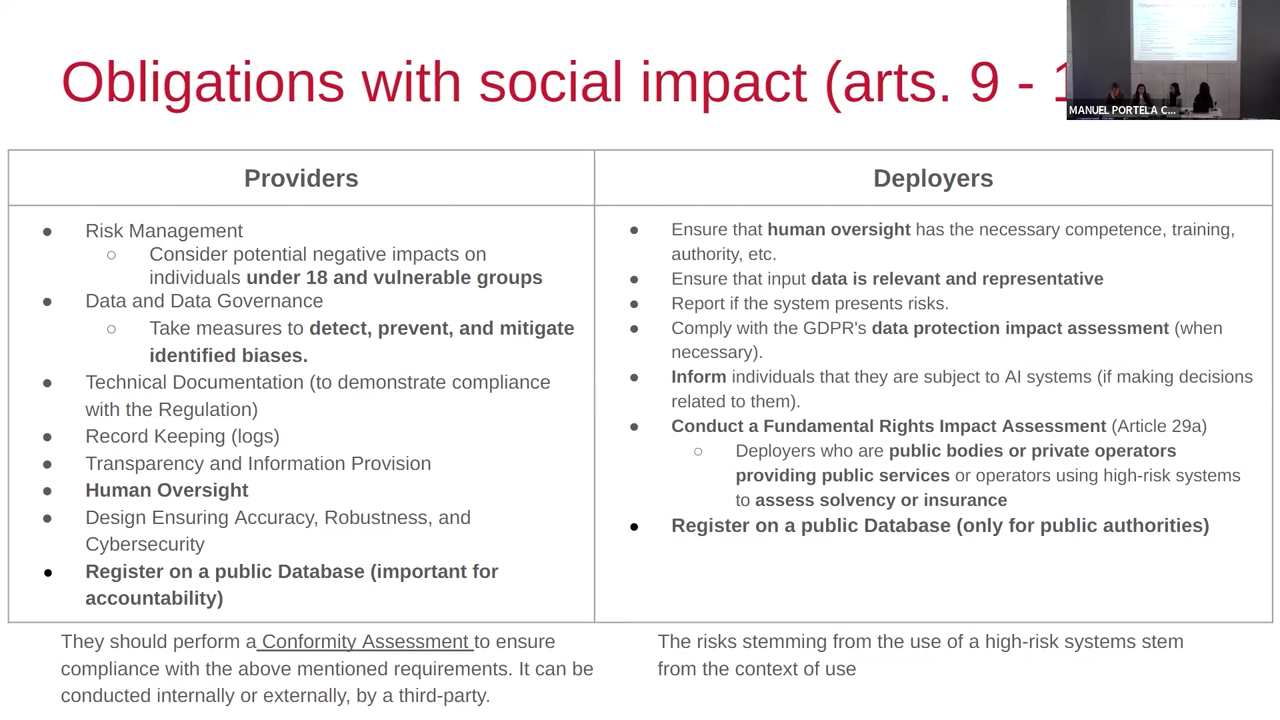 Obligations with social impact (arts. 9 -
MANUEL PORTELA C...
Providers
Deployers
● Risk Management
○ Consider potential negative impacts on
individuals under 18 and vulnerable groups
● Data and Data Governance
○ Take measures to detect, prevent, and mitigate
identified biases.
● Technical Documentation (to demonstrate compliance
with the Regulation)
● Record Keeping (logs)
● Transparency and Information Provision
● Human Oversight
● Design Ensuring Accuracy, Robustness, and
Cybersecurity
● Register on a public Database (important for
accountability)
● Ensure that human oversight has the necessary competence, training,
authority, etc.
● Ensure that input data is relevant and representative
● Report if the system presents risks.
● Comply with the GDPR's data protection impact assessment (when
necessary).
● Inform individuals that they are subject to AI systems (if making decisions
related to them).
● Conduct a Fundamental Rights Impact Assessment (Article 29a)
○ Deployers who are public bodies or private operators
providing public services or operators using high-risk systems
to assess solvency or insurance
● Register on a public Database (only for public authorities)
They should perform a Conformity Assessment to ensure
compliance with the above mentioned requirements. It can be
conducted internally or externally, by a third-party.
The risks stemming from the use of a high-risk systems stem
from the context of use